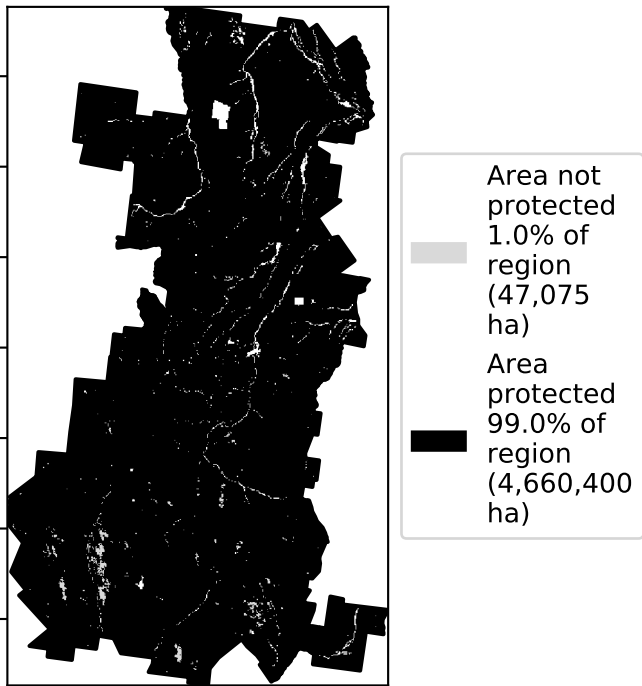 Area not
protected
1.0% of
region
(47,075
ha)
Area
protected
99.0% of
region
(4,660,400
ha)